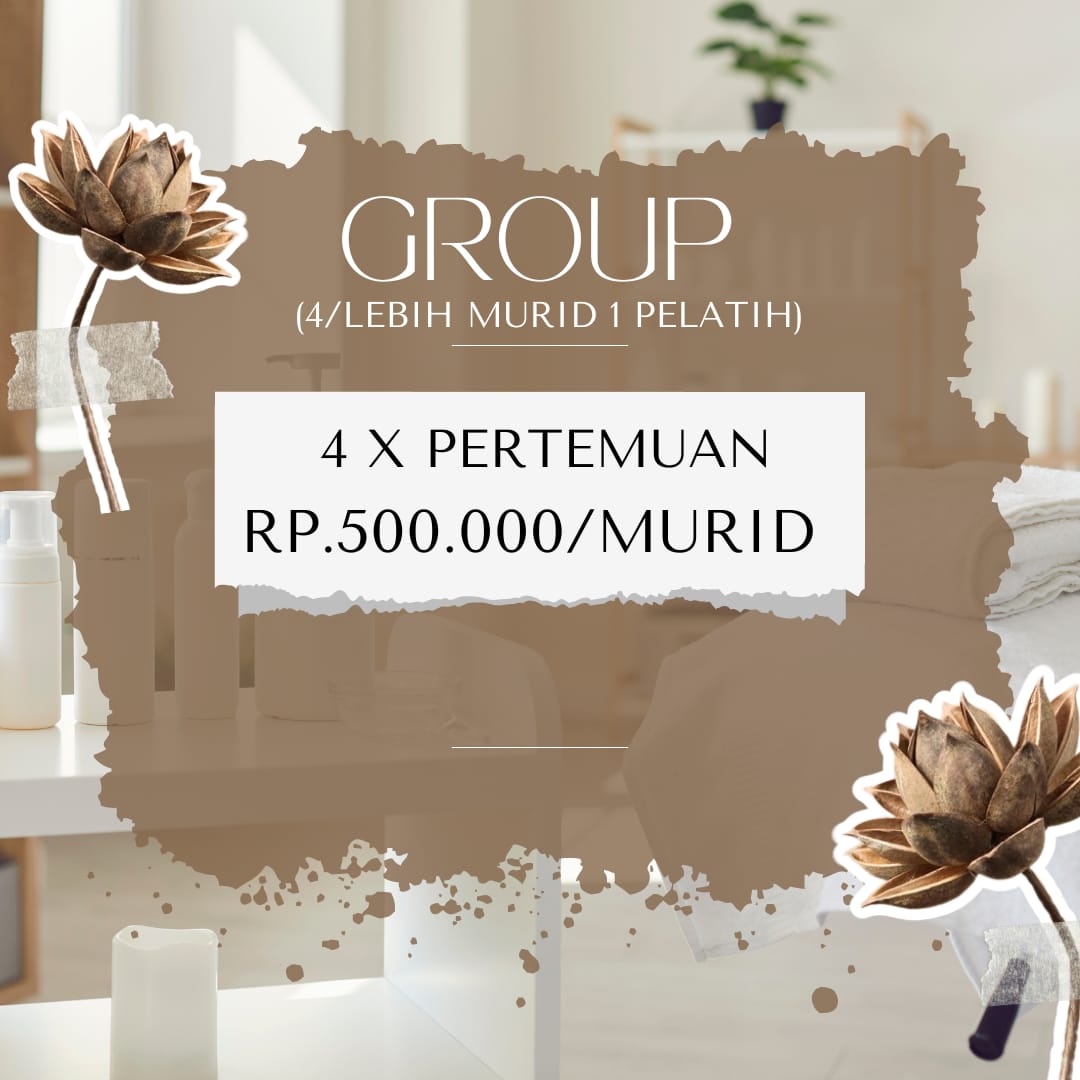 GROUP
(4/LEBIH MURID 1 PELATIH)
4 X PERTEMUAN
RP.500.000/MURID